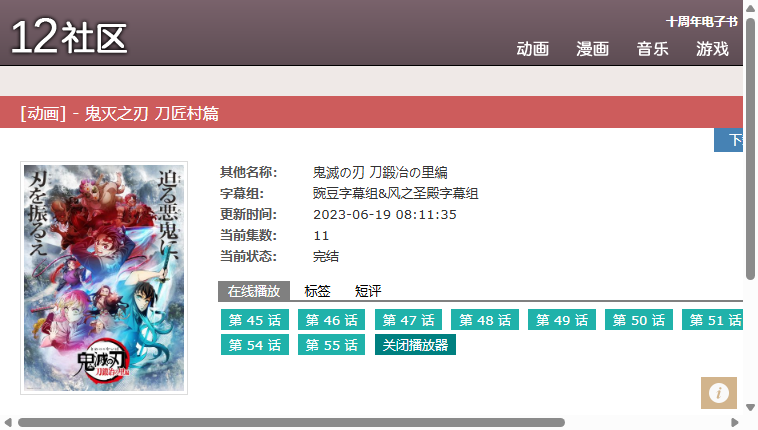 12社区
十周年电子书
动画 漫画 音乐 游戏
[动画] - 鬼灭之刃 刀匠村篇
下
迫る悪鬼に、
刃を振るえ
鬼滅の刃
刀鍛冶の里編
其他名称： 鬼滅の刃 刀鍛冶の里編
字幕组： 豌豆字幕组&风之圣殿字幕组
更新时间： 2023-06-19 08:11:35
当前集数： 11
当前状态： 完结
在线播放 标签 短评
第 45 话 第 46 话 第 47 话 第 48 话 第 49 话 第 50 话 第 51 话
第 54 话 第 55 话 关闭播放器
i